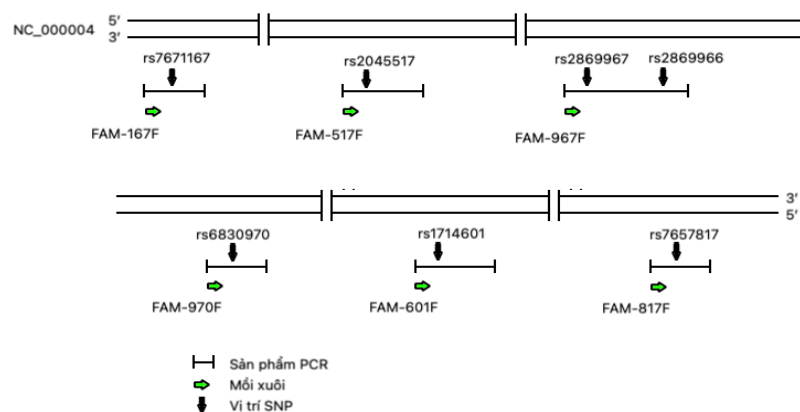 NC_000004
5′
3′
rs7671167
rs2045517
rs2869967
rs2869966
FAM-167F
FAM-517F
FAM-967F
3′
5′
rs6830970
rs1714601
rs7657817
FAM-970F
FAM-601F
FAM-817F
Sản phẩm PCR
Mồi xuôi
Vị trí SNP